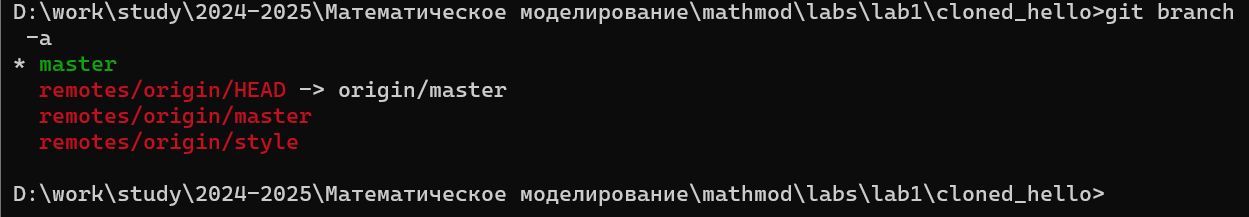 D:\work\study\2024-2025\Математическое моделирование\mathmod\labs\lab1\cloned_hello>git branch
 -a
* master
  remotes/origin/HEAD -> origin/master
  remotes/origin/master
  remotes/origin/style

D:\work\study\2024-2025\Математическое моделирование\mathmod\labs\lab1\cloned_hello>